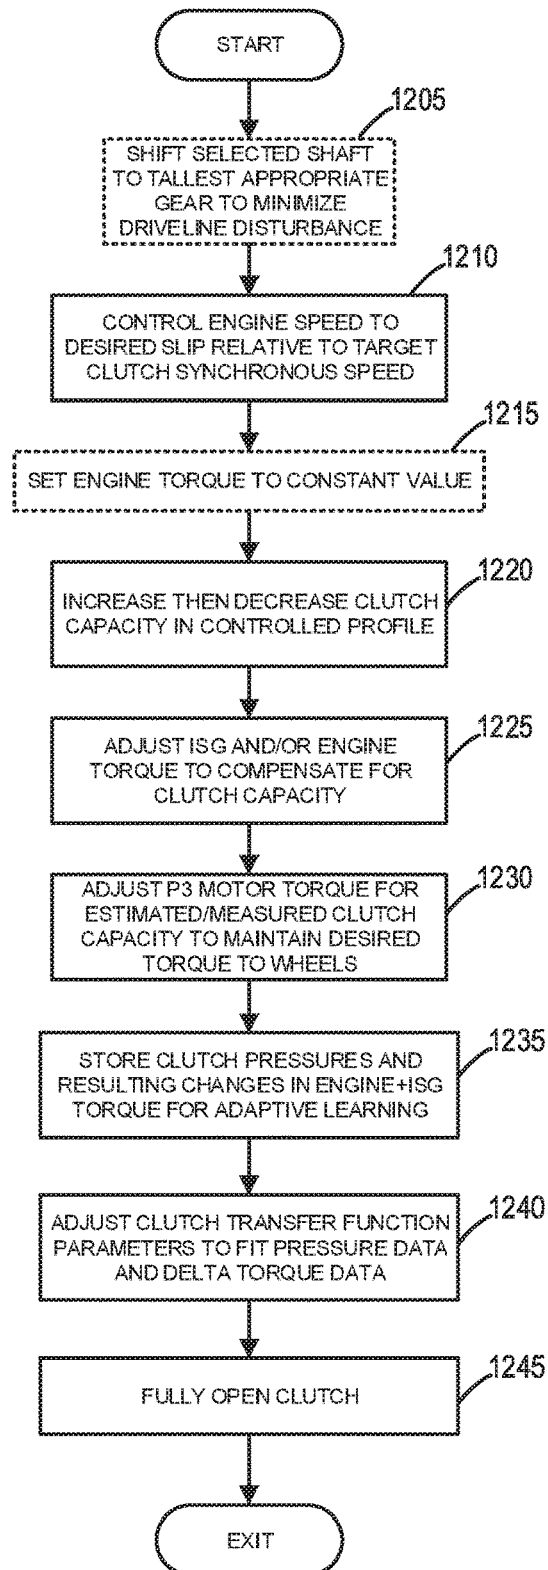 START
1205
SHIFT SELECTED SHAFT
TO TALLEST APPROPRIATE
GEAR TO MINIMIZE
DRIVELINE DISTURBANCE
1210
CONTROL ENGINE SPEED TO
DESIRED SLIP RELATIVE TO TARGET
CLUTCH SYNCHRONOUS SPEED
1215
SET ENGINE TORQUE TO CONSTANT VALUE
1220
INCREASE THEN DECREASE CLUTCH
CAPACITY IN CONTROLLED PROFILE
1225
ADJUST ISG AND/OR ENGINE
TORQUE TO COMPENSATE FOR
CLUTCH CAPACITY
1230
ADJUST P3 MOTOR TORQUE FOR
ESTIMATED/MEASURED CLUTCH
CAPACITY TO MAINTAIN DESIRED
TORQUE TO WHEELS
1235
STORE CLUTCH PRESSURES AND
RESULTING CHANGES IN ENGINE+ISG
TORQUE FOR ADAPTIVE LEARNING
1240
ADJUST CLUTCH TRANSFER FUNCTION
PARAMETERS TO FIT PRESSURE DATA
AND DELTA TORQUE DATA
1245
FULLY OPEN CLUTCH
EXIT